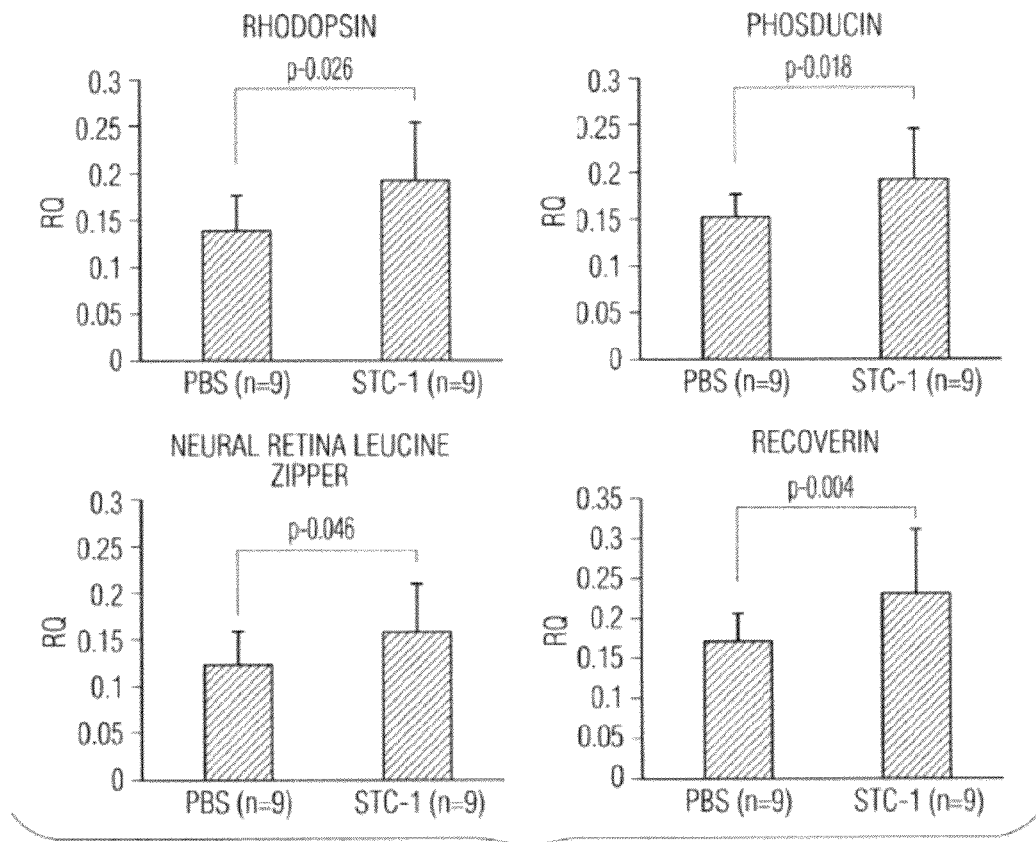 RHODOPSIN
p-0.026
0.3
0.25
0.2
0.15
0.1
0.05
0
RQ
PBS (n=9) STC-1 (n=9)
PHOSDUCIN
p-0.018
0.3
0.25
0.2
0.15
0.1
0.05
0
RQ
PBS (n=9) STC-1 (n=9)
NEURAL RETINA LEUCINE
ZIPPER
p-0.046
0.3
0.25
0.2
0.15
0.1
0.05
0
RQ
PBS (n=9) STC-1 (n=9)
RECOVERIN
p-0.004
0.35
0.3
0.25
0.2
0.15
0.1
0.05
0
RQ
PBS (n=9) STC-1 (n=9)